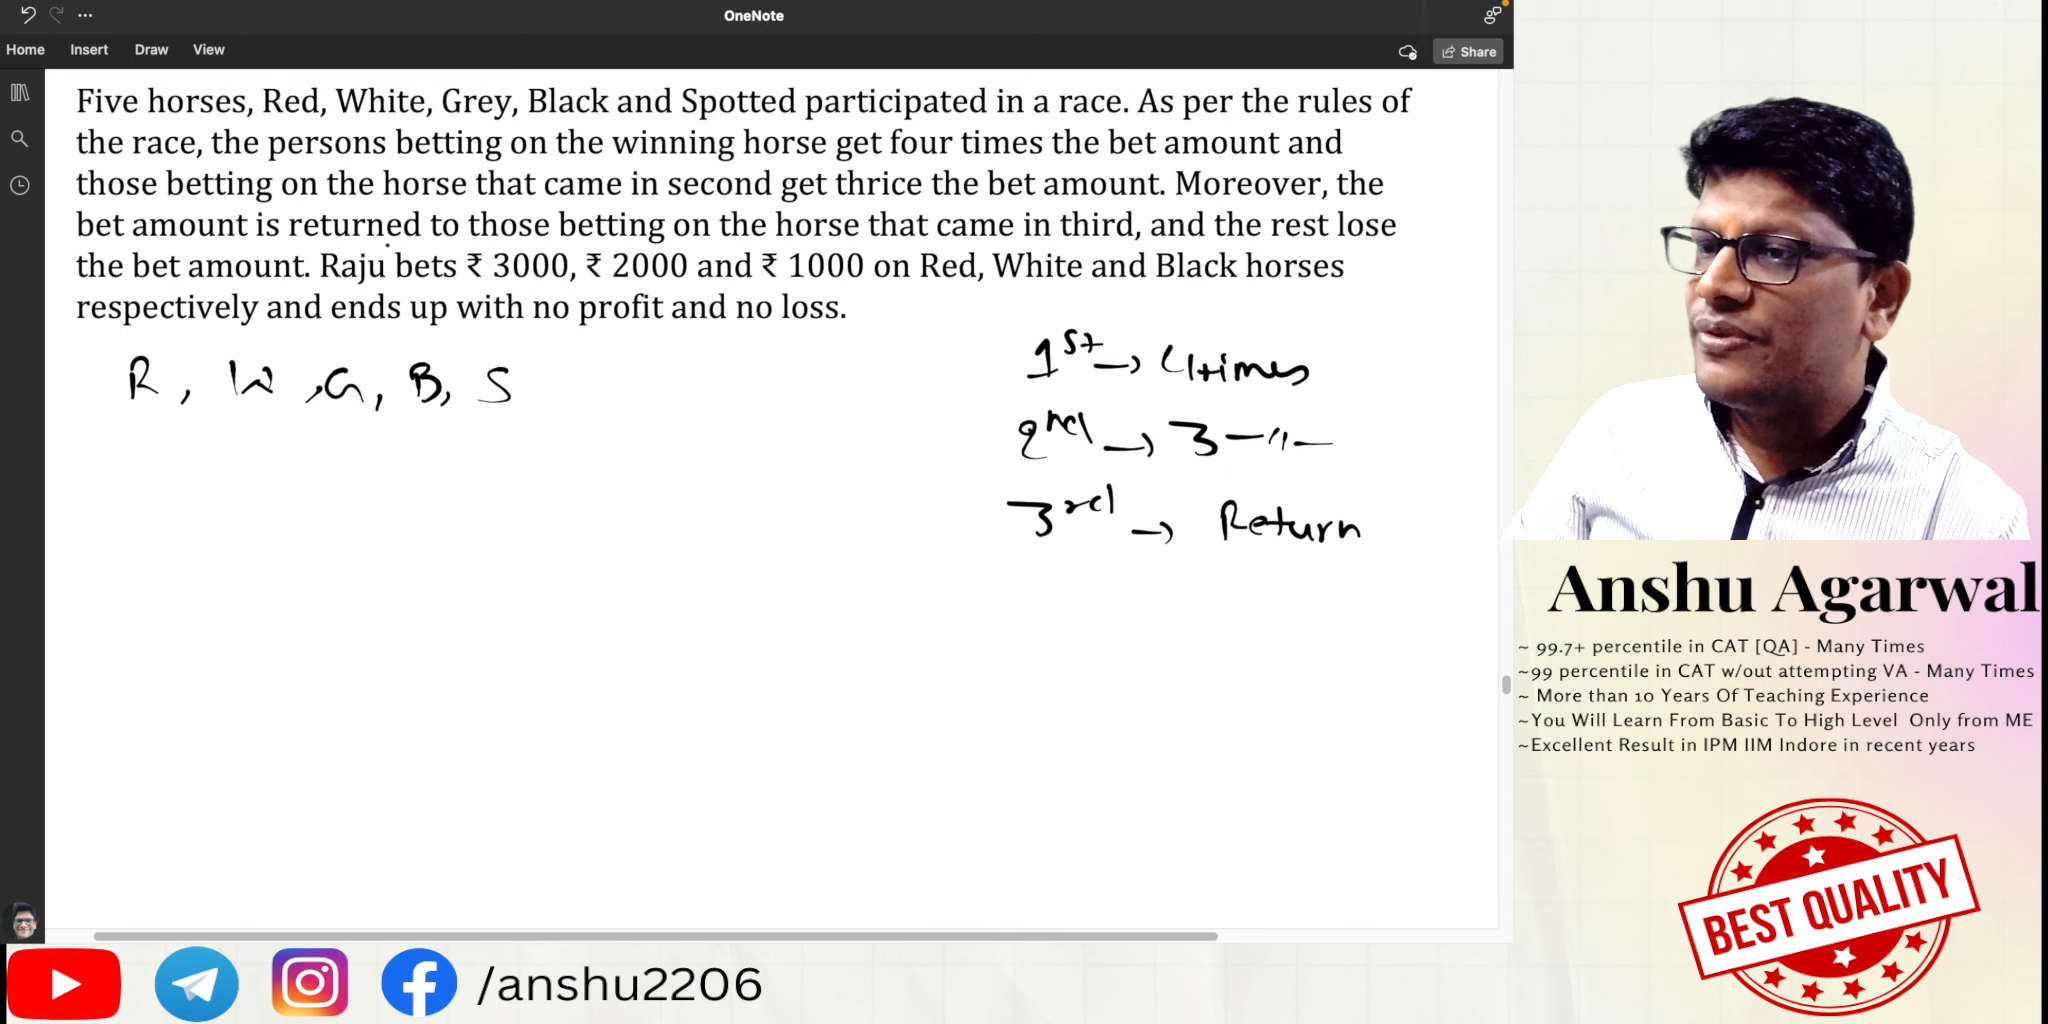 OneNote
Home Insert Draw View
Share
Five horses, Red, White, Grey, Black and Spotted participated in a race. As per the rules of
the race, the persons betting on the winning horse get four times the bet amount and
those betting on the horse that came in second get thrice the bet amount. Moreover, the
bet amount is returned to those betting on the horse that came in third, and the rest lose
the bet amount. Raju bets ₹ 3000, ₹ 2000 and ₹ 1000 on Red, White and Black horses
respectively and ends up with no profit and no loss.
R, W, G, B, S
1st → 4times
2nd → 3 –〃–
3rd → Return
Anshu Agarwal
~ 99.7+ percentile in CAT [QA] - Many Times
~99 percentile in CAT w/out attempting VA - Many Times
~ More than 10 Years Of Teaching Experience
~You Will Learn From Basic To High Level Only from ME
~Excellent Result in IPM IIM Indore in recent years
BEST QUALITY
/anshu2206